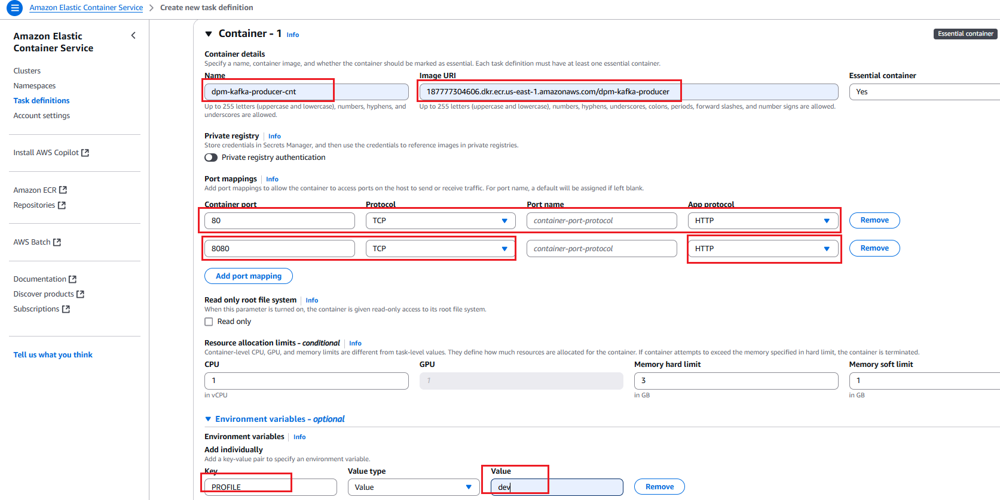 Amazon Elastic Container Service > Create new task definition
Amazon Elastic
Container Service
Clusters
Namespaces
Task definitions
Account settings
Install AWS Copilot
Amazon ECR
Repositories
AWS Batch
Documentation
Discover products
Subscriptions
Tell us what you think
Container - 1 Info
Essential container
Container details
Specify a name, container image, and whether the container should be marked as essential. Each task definition must have at least one essential container.
Name Image URI Essential container
dpm-kafka-producer-cnt 187777304606.dkr.ecr.us-east-1.amazonaws.com/dpm-kafka-producer Yes
Up to 255 letters (uppercase and lowercase), numbers, hyphens, and
underscores are allowed.
Up to 255 letters (uppercase and lowercase), numbers, hyphens, underscores, colons, periods, forward slashes, and number signs are allowed.
Private registry Info
Store credentials in Secrets Manager, and then use the credentials to reference images in private registries.
Private registry authentication
Port mappings Info
Add port mappings to allow the container to access ports on the host to send or receive traffic. For port name, a default will be assigned if left blank.
Container port Protocol Port name App protocol
80 TCP container-port-protocol HTTP Remove
8080 TCP container-port-protocol HTTP Remove
Add port mapping
Read only root file system Info
When this parameter is turned on, the container is given read-only access to its root file system.
Read only
Resource allocation limits - conditional Info
Container-level CPU, GPU, and memory limits are different from task-level values. They define how much resources are allocated for the container. If container attempts to exceed the memory specified in hard limit, the container is terminated.
CPU GPU Memory hard limit Memory soft limit
1 1 3 1
in vCPU in GB in GB
Environment variables - optional
Environment variables Info
Add individually
Add a key-value pair to specify an environment variable.
Key Value type Value
PROFILE Value dev Remove